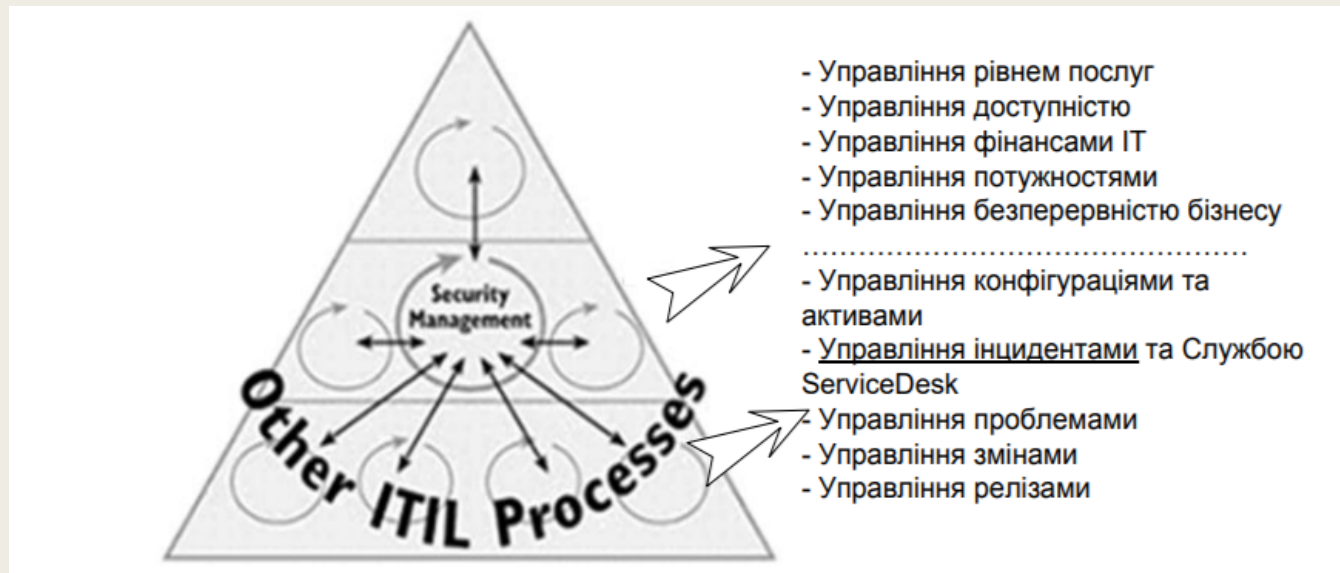 Security
Management
Other ITIL Processes
- Управління рівнем послуг
- Управління доступністю
- Управління фінансами ІТ
- Управління потужностями
- Управління безперервністю бізнесу
................................................
- Управління конфігураціями та
активами
- Управління інцидентами та Службою
ServiceDesk
- Управління проблемами
- Управління змінами
- Управління релізами